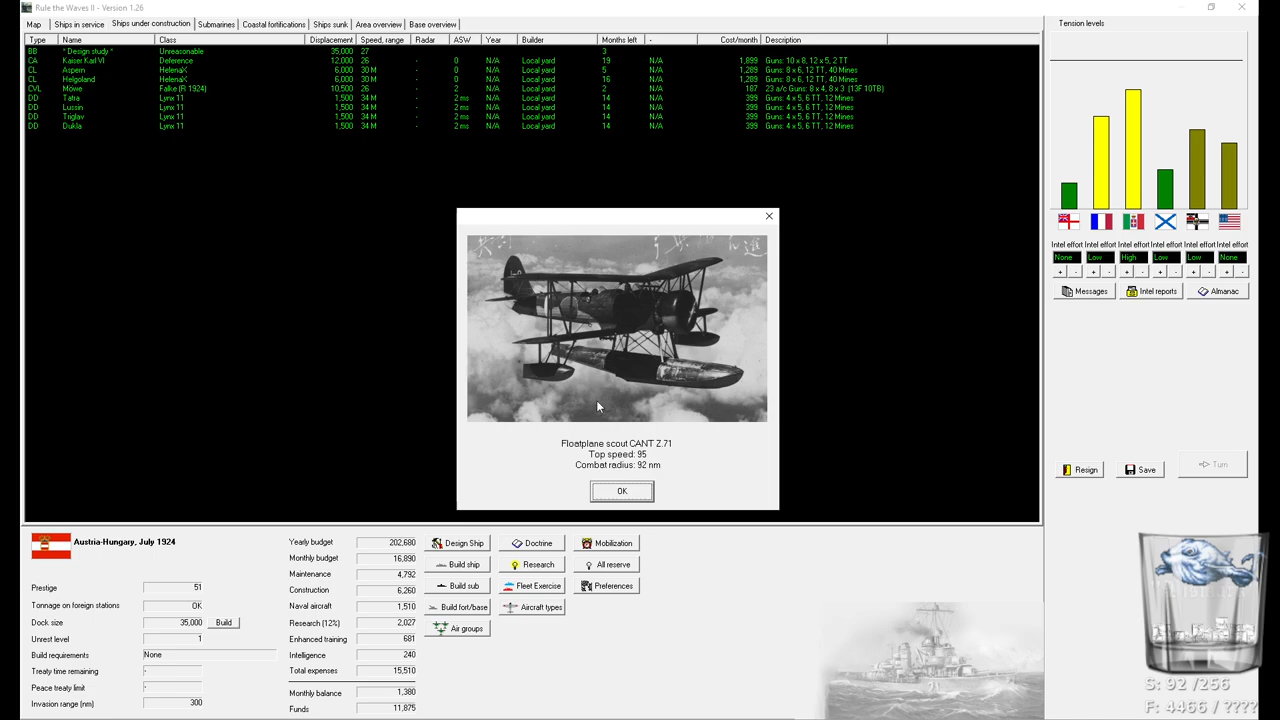 Rule the Waves II - Version 1.26
Map Ships in service Ships under construction Submarines Coastal fortifications Ships sunk Area overview Base overview
Type Name Class Displacement Speed, range Radar ASW Year Builder Months left - Cost/month Description
BB * Design study * Unreasonable 35,000 27 3
CA Kaiser Karl VI Deference 12,000 26 - 0 N/A Local yard 19 N/A 1,899 Guns: 10 x 8, 12 x 5, 2 TT
CL Aspern HelenaX 6,000 30 M - 0 N/A Local yard 5 N/A 1,289 Guns: 8 x 6, 12 TT, 40 Mines
CL Helgoland HelenaX 6,000 30 M - 0 N/A Local yard 16 N/A 1,289 Guns: 8 x 6, 12 TT, 40 Mines
CVL Möwe Falke (R 1924) 10,500 26 - 2 N/A Local yard 2 N/A 187 23 a/c Guns: 8 x 4, 8 x 3 (13F 10TB)
DD Tatra Lynx 11 1,500 34 M - 2 ms N/A Local yard 14 N/A 399 Guns: 4 x 5, 6 TT, 12 Mines
DD Lussin Lynx 11 1,500 34 M - 2 ms N/A Local yard 14 N/A 399 Guns: 4 x 5, 6 TT, 12 Mines
DD Triglav Lynx 11 1,500 34 M - 2 ms N/A Local yard 14 N/A 399 Guns: 4 x 5, 6 TT, 12 Mines
DD Dukla Lynx 11 1,500 34 M - 2 ms N/A Local yard 14 N/A 399 Guns: 4 x 5, 6 TT, 12 Mines
Floatplane scout CANT Z.71
Top speed: 95
Combat radius: 92 nm
OK
Tension levels
Intel effort Intel effort Intel effort Intel effort Intel effort Intel effort
None Low High Low Low None
+ - + - + - + - + - + -
Messages Intel reports Almanac
Resign Save Turn
Austria-Hungary, July 1924
Prestige 51
Tonnage on foreign stations OK
Dock size 35,000 Build
Unrest level 1
Build requirements None
Treaty time remaining -
Peace treaty limit -
Invasion range (nm) 300
Yearly budget 202,680
Monthly budget 16,890
Maintenance 4,792
Construction 6,260
Naval aircraft 1,510
Research (12%) 2,027
Enhanced training 681
Intelligence 240
Total expenses 15,510
Monthly balance 1,380
Funds 11,875
Design Ship Doctrine Mobilization
Build ship Research All reserve
Build sub Fleet Exercise Preferences
Build fort/base Aircraft types
Air groups
S: 92 /256
F: 4466 / ????